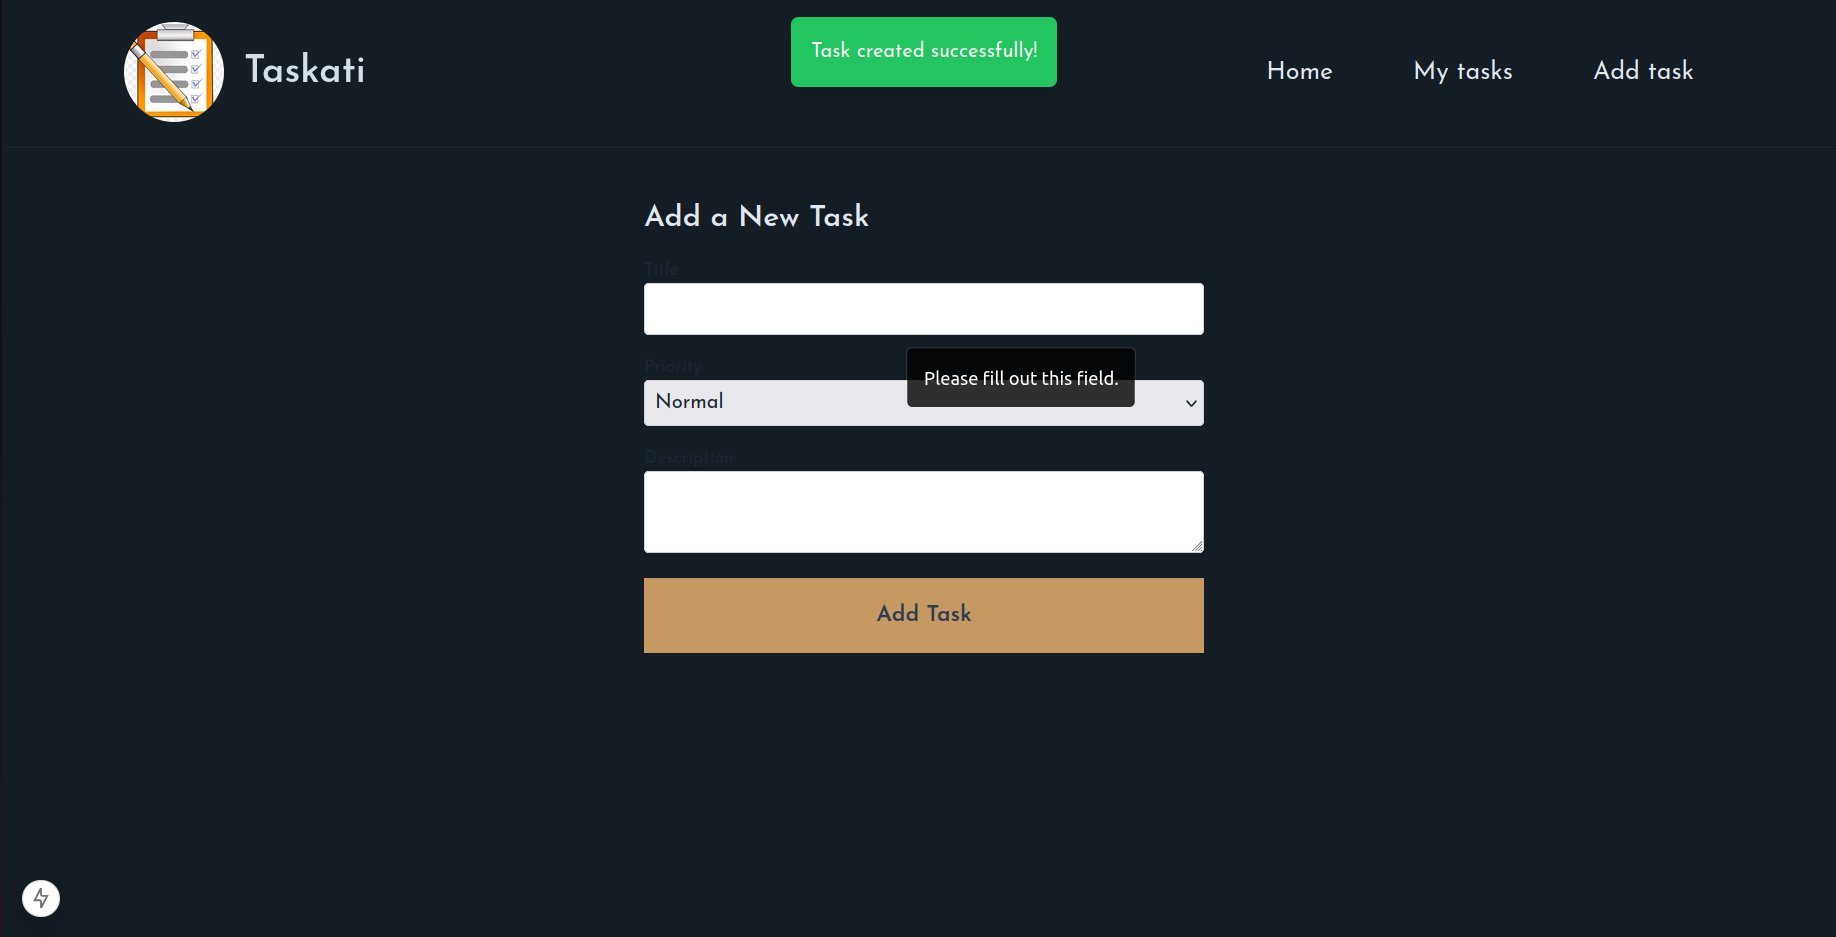 Taskati
Task created successfully!
Home
My tasks
Add task
Add a New Task
Title
Please fill out this field.
Priority
Normal
Description
Add Task